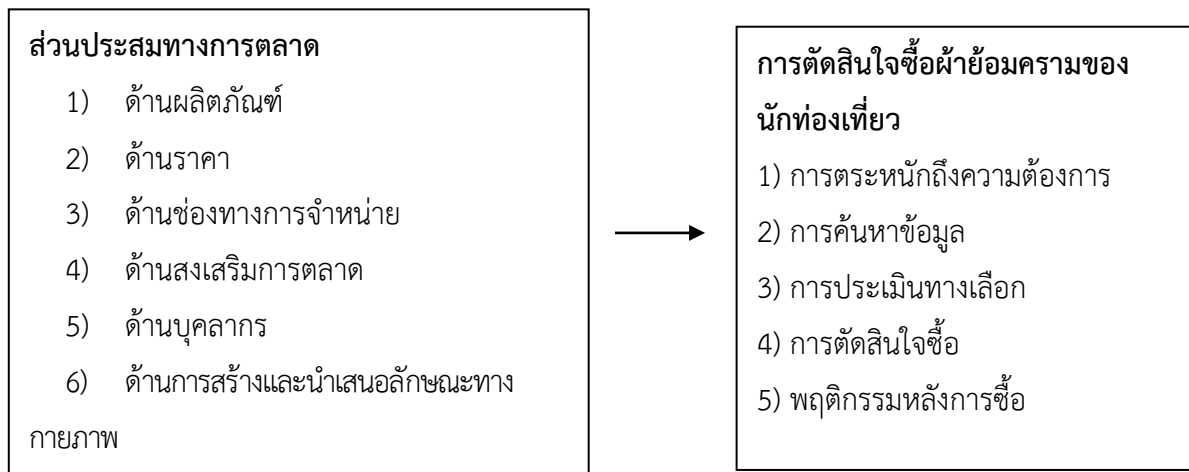 ส่วนประสมทางการตลาด
1) ด้านผลิตภัณฑ์
2) ด้านราคา
3) ด้านช่องทางการจำหน่าย
4) ด้านสงเสริมการตลาด
5) ด้านบุคลากร
6) ด้านการสร้างและนำเสนอลักษณะทาง
กายภาพ
การตัดสินใจซื้อผ้าย้อมครามของ
นักท่องเที่ยว
1) การตระหนักถึงความต้องการ
2) การค้นหาข้อมูล
3) การประเมินทางเลือก
4) การตัดสินใจซื้อ
5) พฤติกรรมหลังการซื้อ